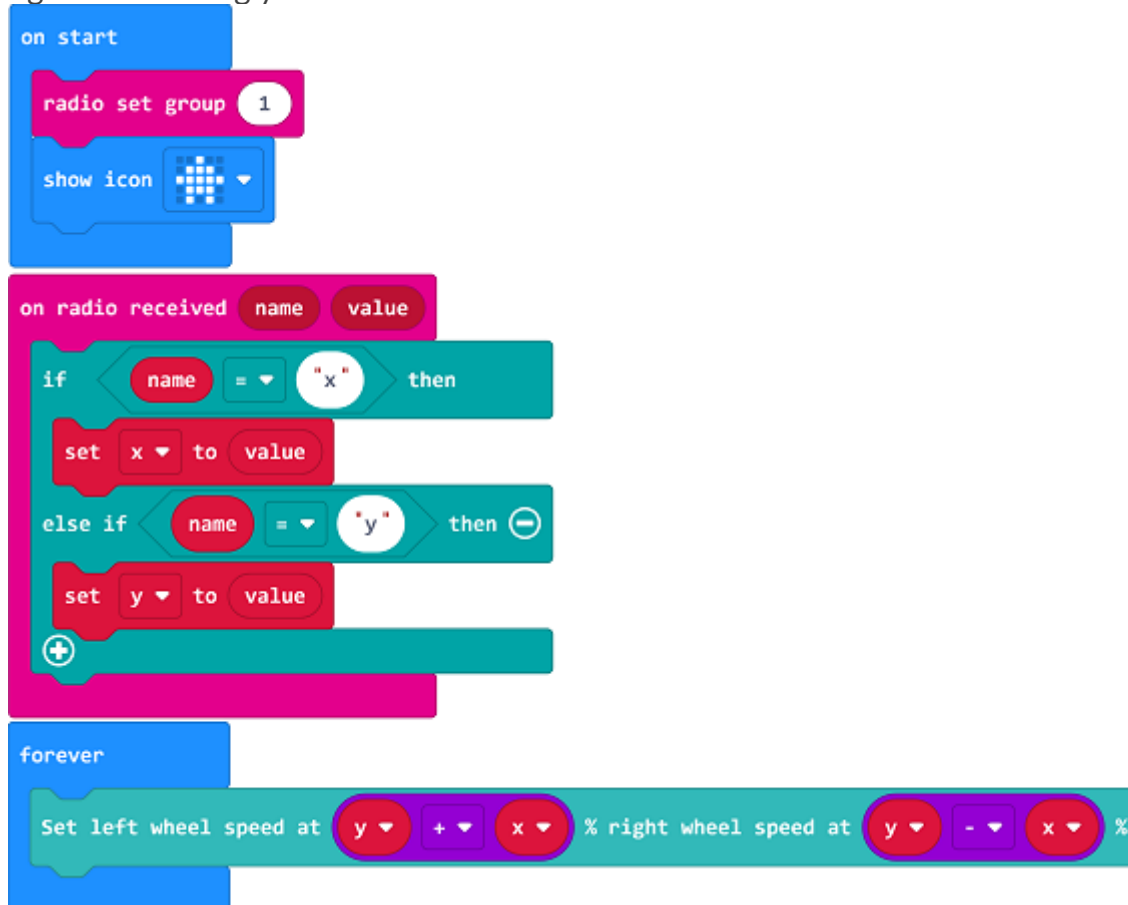 on start
radio set group 1
show icon
on radio received name value
if name = "x" then
set x to value
else if name = "y" then
set y to value
forever
Set left wheel speed at y + x % right wheel speed at y - x %